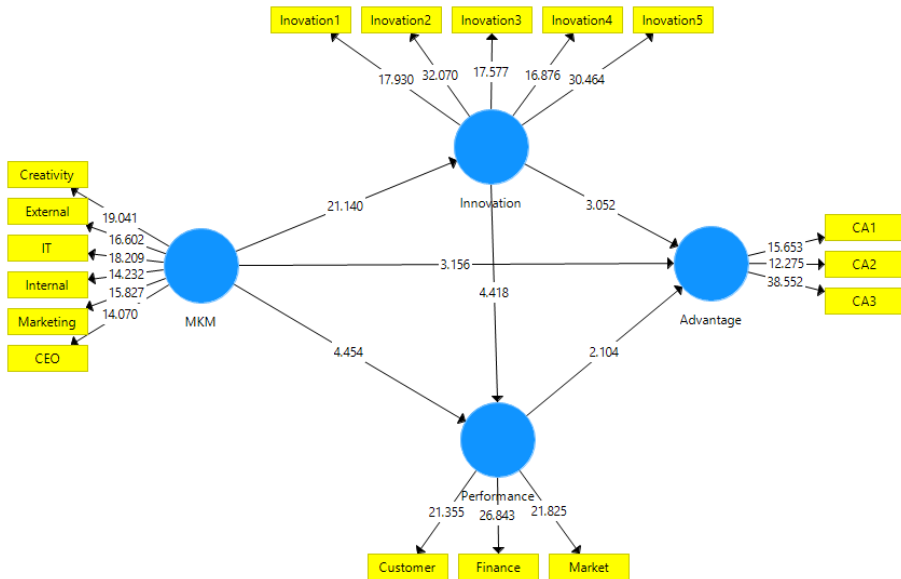 Inovation1 Inovation2 Inovation3 Inovation4 Inovation5
17.930 32.070 17.577 16.876 30.464
Creativity
External
IT
Internal
Marketing
CEO
19.041
16.602
18.209
14.232
15.827
14.070
MKM
21.140
Innovation
3.052
3.156
4.418
4.454
2.104
Advantage
15.653
12.275
38.552
CA1
CA2
CA3
Performance
21.355 26.843 21.825
Customer Finance Market